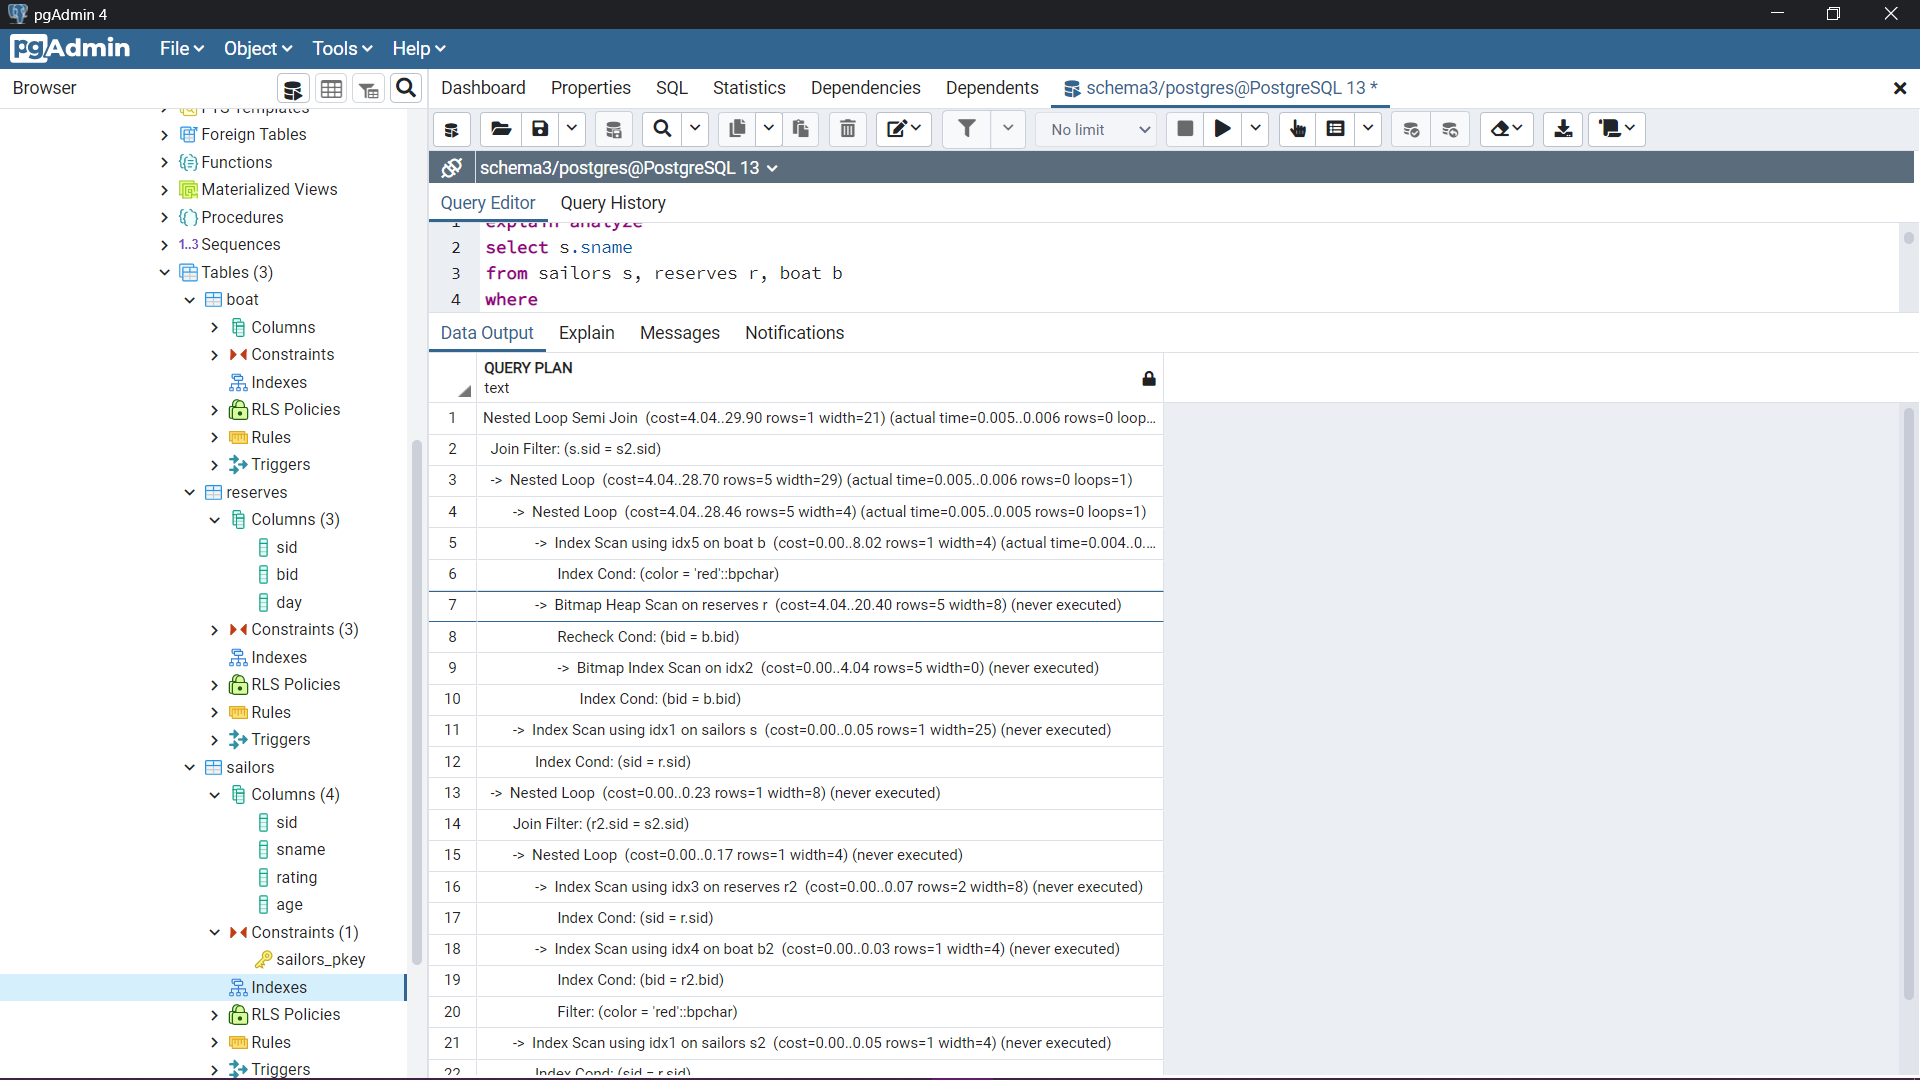 pgAdmin 4
pgAdmin
File
Object
Tools
Help
Browser
FTS Templates
Foreign Tables
Functions
Materialized Views
Procedures
1..3 Sequences
Tables (3)
boat
Columns
Constraints
Indexes
RLS Policies
Rules
Triggers
reserves
Columns (3)
sid
bid
day
Constraints (3)
Indexes
RLS Policies
Rules
Triggers
sailors
Columns (4)
sid
sname
rating
age
Constraints (1)
sailors_pkey
Indexes
RLS Policies
Rules
Triggers
Dashboard
Properties
SQL
Statistics
Dependencies
Dependents
schema3/postgres@PostgreSQL 13 *
No limit
schema3/postgres@PostgreSQL 13
Query Editor
Query History
1 explain analyze
2 select s.sname
3 from sailors s, reserves r, boat b
4 where
Data Output
Explain
Messages
Notifications
QUERY PLAN
text
1 Nested Loop Semi Join (cost=4.04..29.90 rows=1 width=21) (actual time=0.005..0.006 rows=0 loop...
2 Join Filter: (s.sid = s2.sid)
3 -> Nested Loop (cost=4.04..28.70 rows=5 width=29) (actual time=0.005..0.006 rows=0 loops=1)
4 -> Nested Loop (cost=4.04..28.46 rows=5 width=4) (actual time=0.005..0.005 rows=0 loops=1)
5 -> Index Scan using idx5 on boat b (cost=0.00..8.02 rows=1 width=4) (actual time=0.004..0....
6 Index Cond: (color = 'red'::bpchar)
7 -> Bitmap Heap Scan on reserves r (cost=4.04..20.40 rows=5 width=8) (never executed)
8 Recheck Cond: (bid = b.bid)
9 -> Bitmap Index Scan on idx2 (cost=0.00..4.04 rows=5 width=0) (never executed)
10 Index Cond: (bid = b.bid)
11 -> Index Scan using idx1 on sailors s (cost=0.00..0.05 rows=1 width=25) (never executed)
12 Index Cond: (sid = r.sid)
13 -> Nested Loop (cost=0.00..0.23 rows=1 width=8) (never executed)
14 Join Filter: (r2.sid = s2.sid)
15 -> Nested Loop (cost=0.00..0.17 rows=1 width=4) (never executed)
16 -> Index Scan using idx3 on reserves r2 (cost=0.00..0.07 rows=2 width=8) (never executed)
17 Index Cond: (sid = r.sid)
18 -> Index Scan using idx4 on boat b2 (cost=0.00..0.03 rows=1 width=4) (never executed)
19 Index Cond: (bid = r2.bid)
20 Filter: (color = 'red'::bpchar)
21 -> Index Scan using idx1 on sailors s2 (cost=0.00..0.05 rows=1 width=4) (never executed)
22 Index Cond: (sid = r.sid)